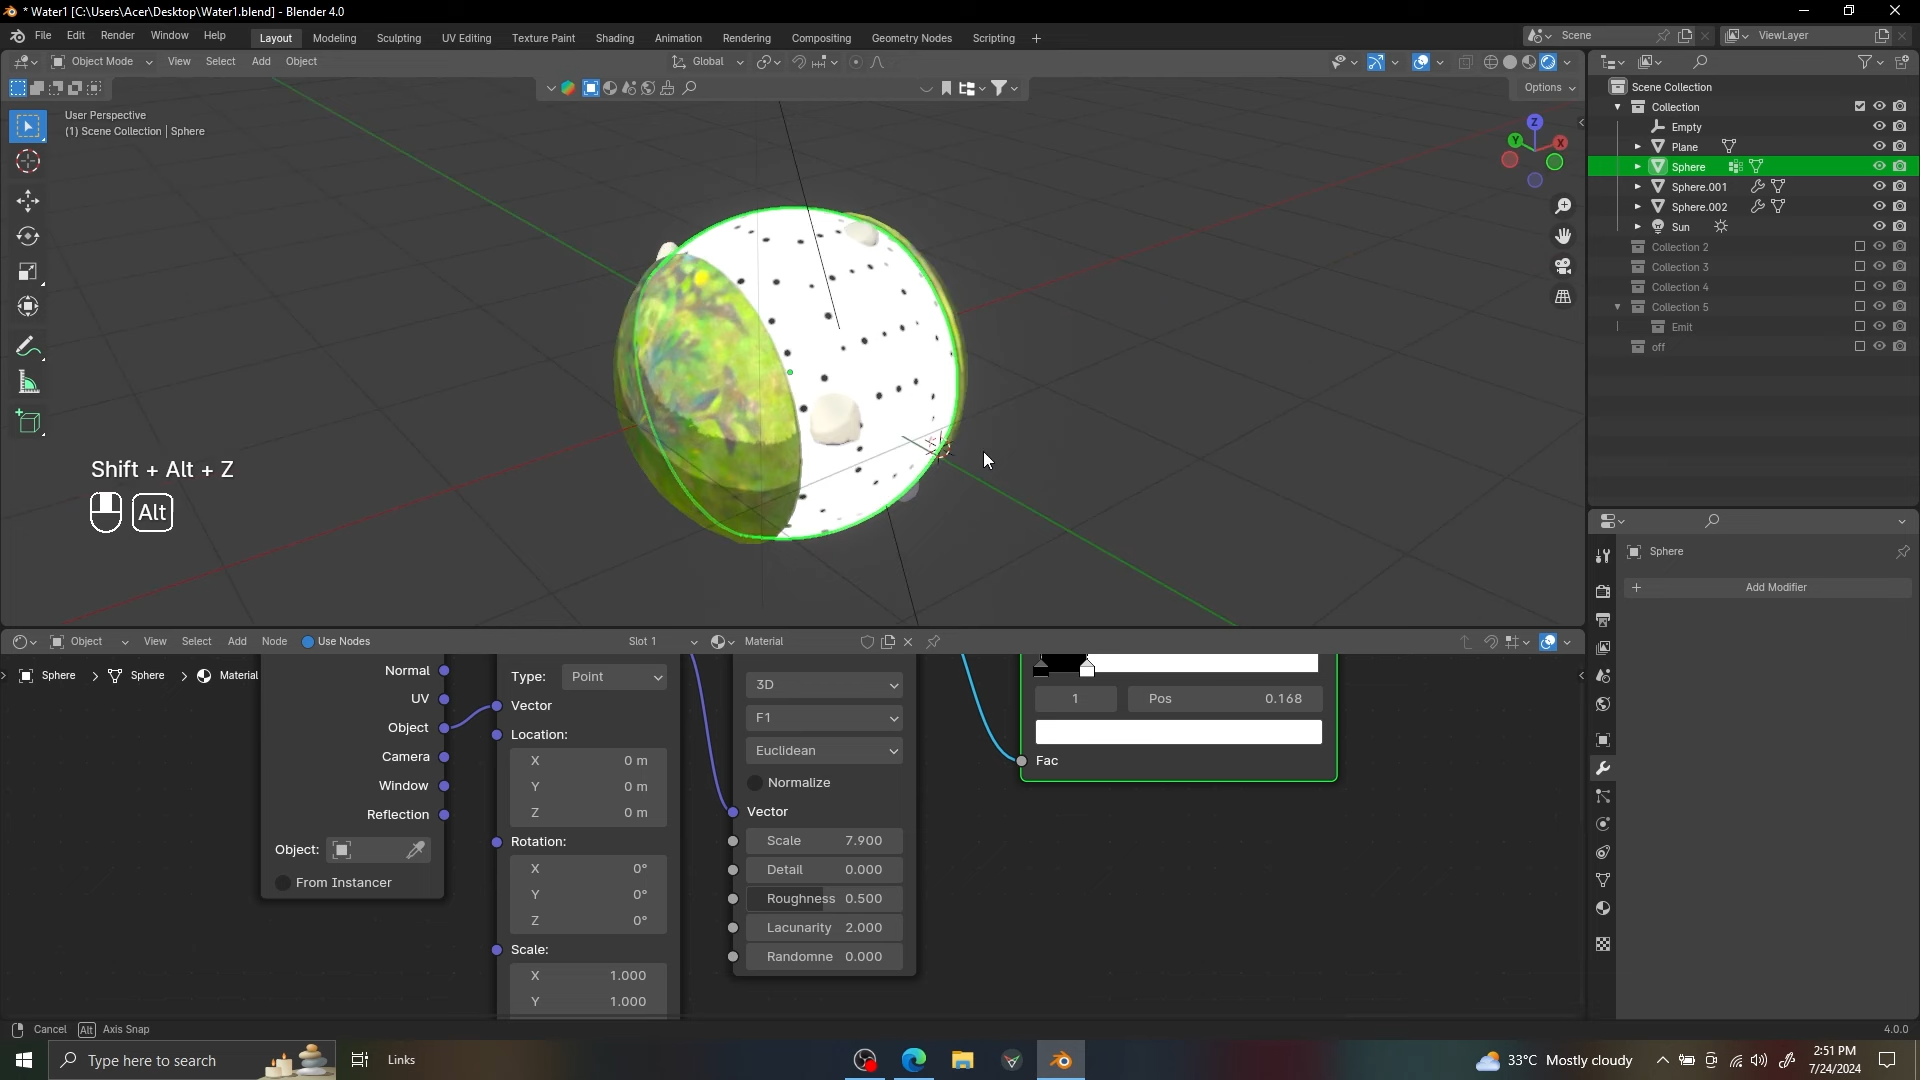 * Water1 [C:\Users\Acer\Desktop\Water1.blend] - Blender 4.0
File Edit Render Window Help
Layout Modeling Sculpting UV Editing Texture Paint Shading Animation Rendering Compositing Geometry Nodes Scripting +
Scene
ViewLayer
Object Mode View Select Add Object
Global
Options
User Perspective
(1) Scene Collection | Sphere
Z
Y
X
Shift + Alt + Z
Alt
Scene Collection
Collection
Empty
Plane
Sphere
Sphere.001
Sphere.002
Sun
Collection 2
Collection 3
Collection 4
Collection 5
Emit
off
Sphere
Add Modifier
Object View Select Add Node Use Nodes
Slot 1
Material
Sphere > Sphere > Material
Normal
UV
Object
Camera
Window
Reflection
Object:
From Instancer
Type: Point
Vector
Location:
X 0 m
Y 0 m
Z 0 m
Rotation:
X 0°
Y 0°
Z 0°
Scale:
X 1.000
Y 1.000
3D
F1
Euclidean
Normalize
Vector
Scale 7.900
Detail 0.000
Roughness 0.500
Lacunarity 2.000
Randomne 0.000
1
Pos 0.168
Fac
Cancel Alt Axis Snap
4.0.0
Type here to search
Links
33°C Mostly cloudy
2:51 PM
7/24/2024